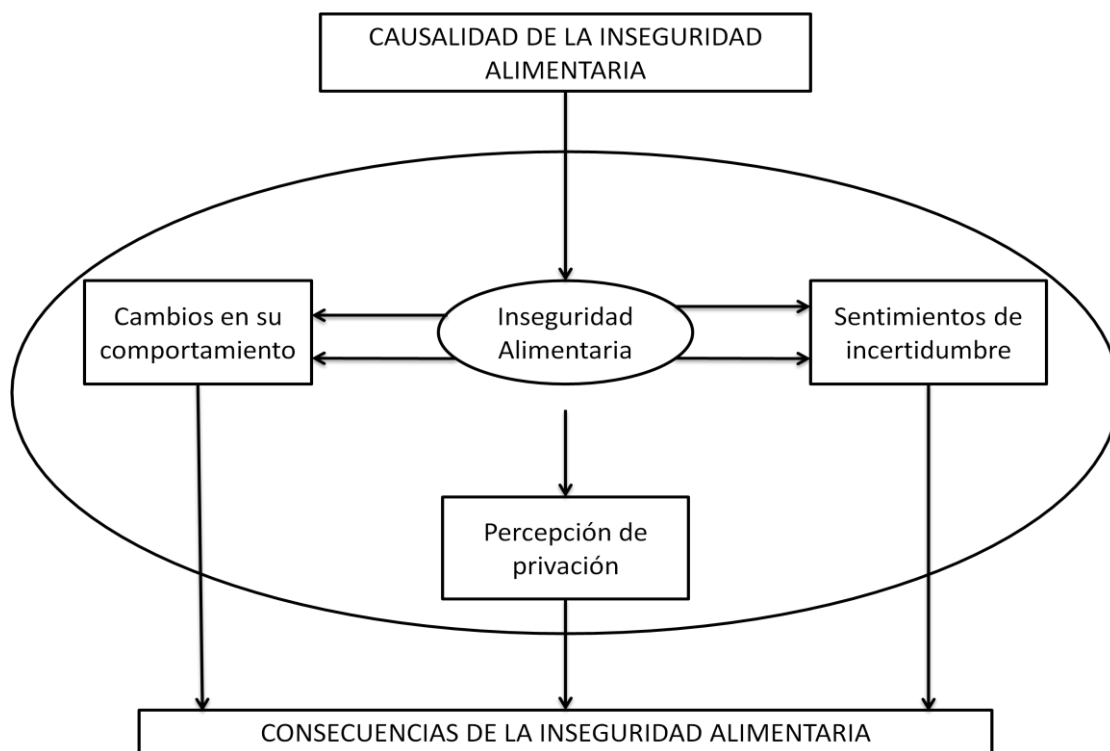 CAUSALIDAD DE LA INSEGURIDAD
ALIMENTARIA
Cambios en su
comportamiento
Inseguridad
Alimentaria
Sentimientos de
incertidumbre
Percepción de
privación
CONSECUENCIAS DE LA INSEGURIDAD ALIMENTARIA